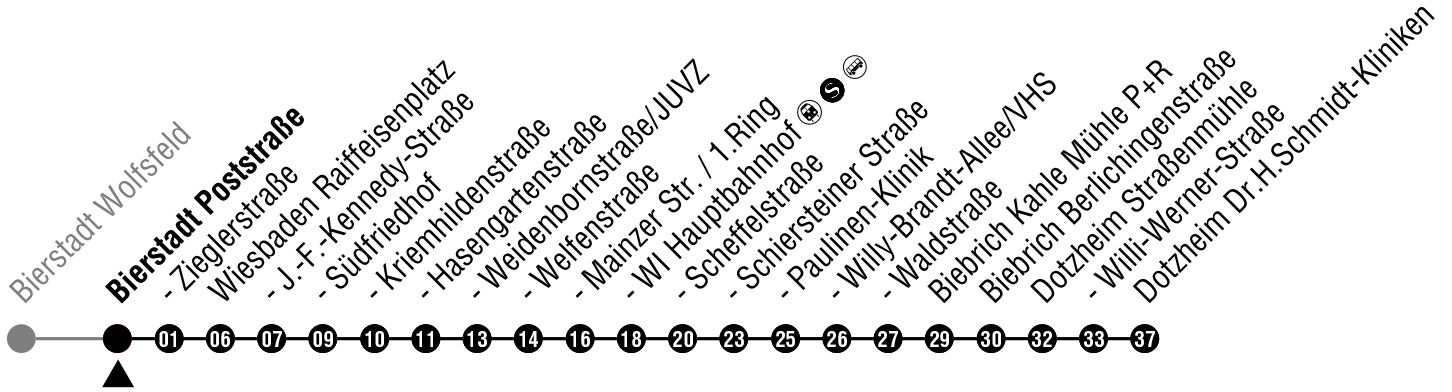 Bierstadt Wolfsfeld
Bierstadt Poststraße
- Zieglerstraße
Wiesbaden Raiffeisenplatz
- J.-F.-Kennedy-Straße
- Südfriedhof
- Kriemhildenstraße
- Hasengartenstraße
- Weidenbornstraße/JUVZ
- Welfenstraße
- Mainzer Str. / 1.Ring
- WI Hauptbahnhof S
- Scheffelstraße
- Schiersteiner Straße
- Paulinen-Klinik
- Willy-Brandt-Allee/VHS
- Waldstraße
Biebrich Kahle Mühle P+R
Biebrich Berlichingenstraße
Dotzheim Straßenmühle
- Willi-Werner-Straße
Dotzheim Dr.H.Schmidt-Kliniken
01 06 07 09 10 11 13 14 16 18 20 23 25 26 27 29 30 32 33 37